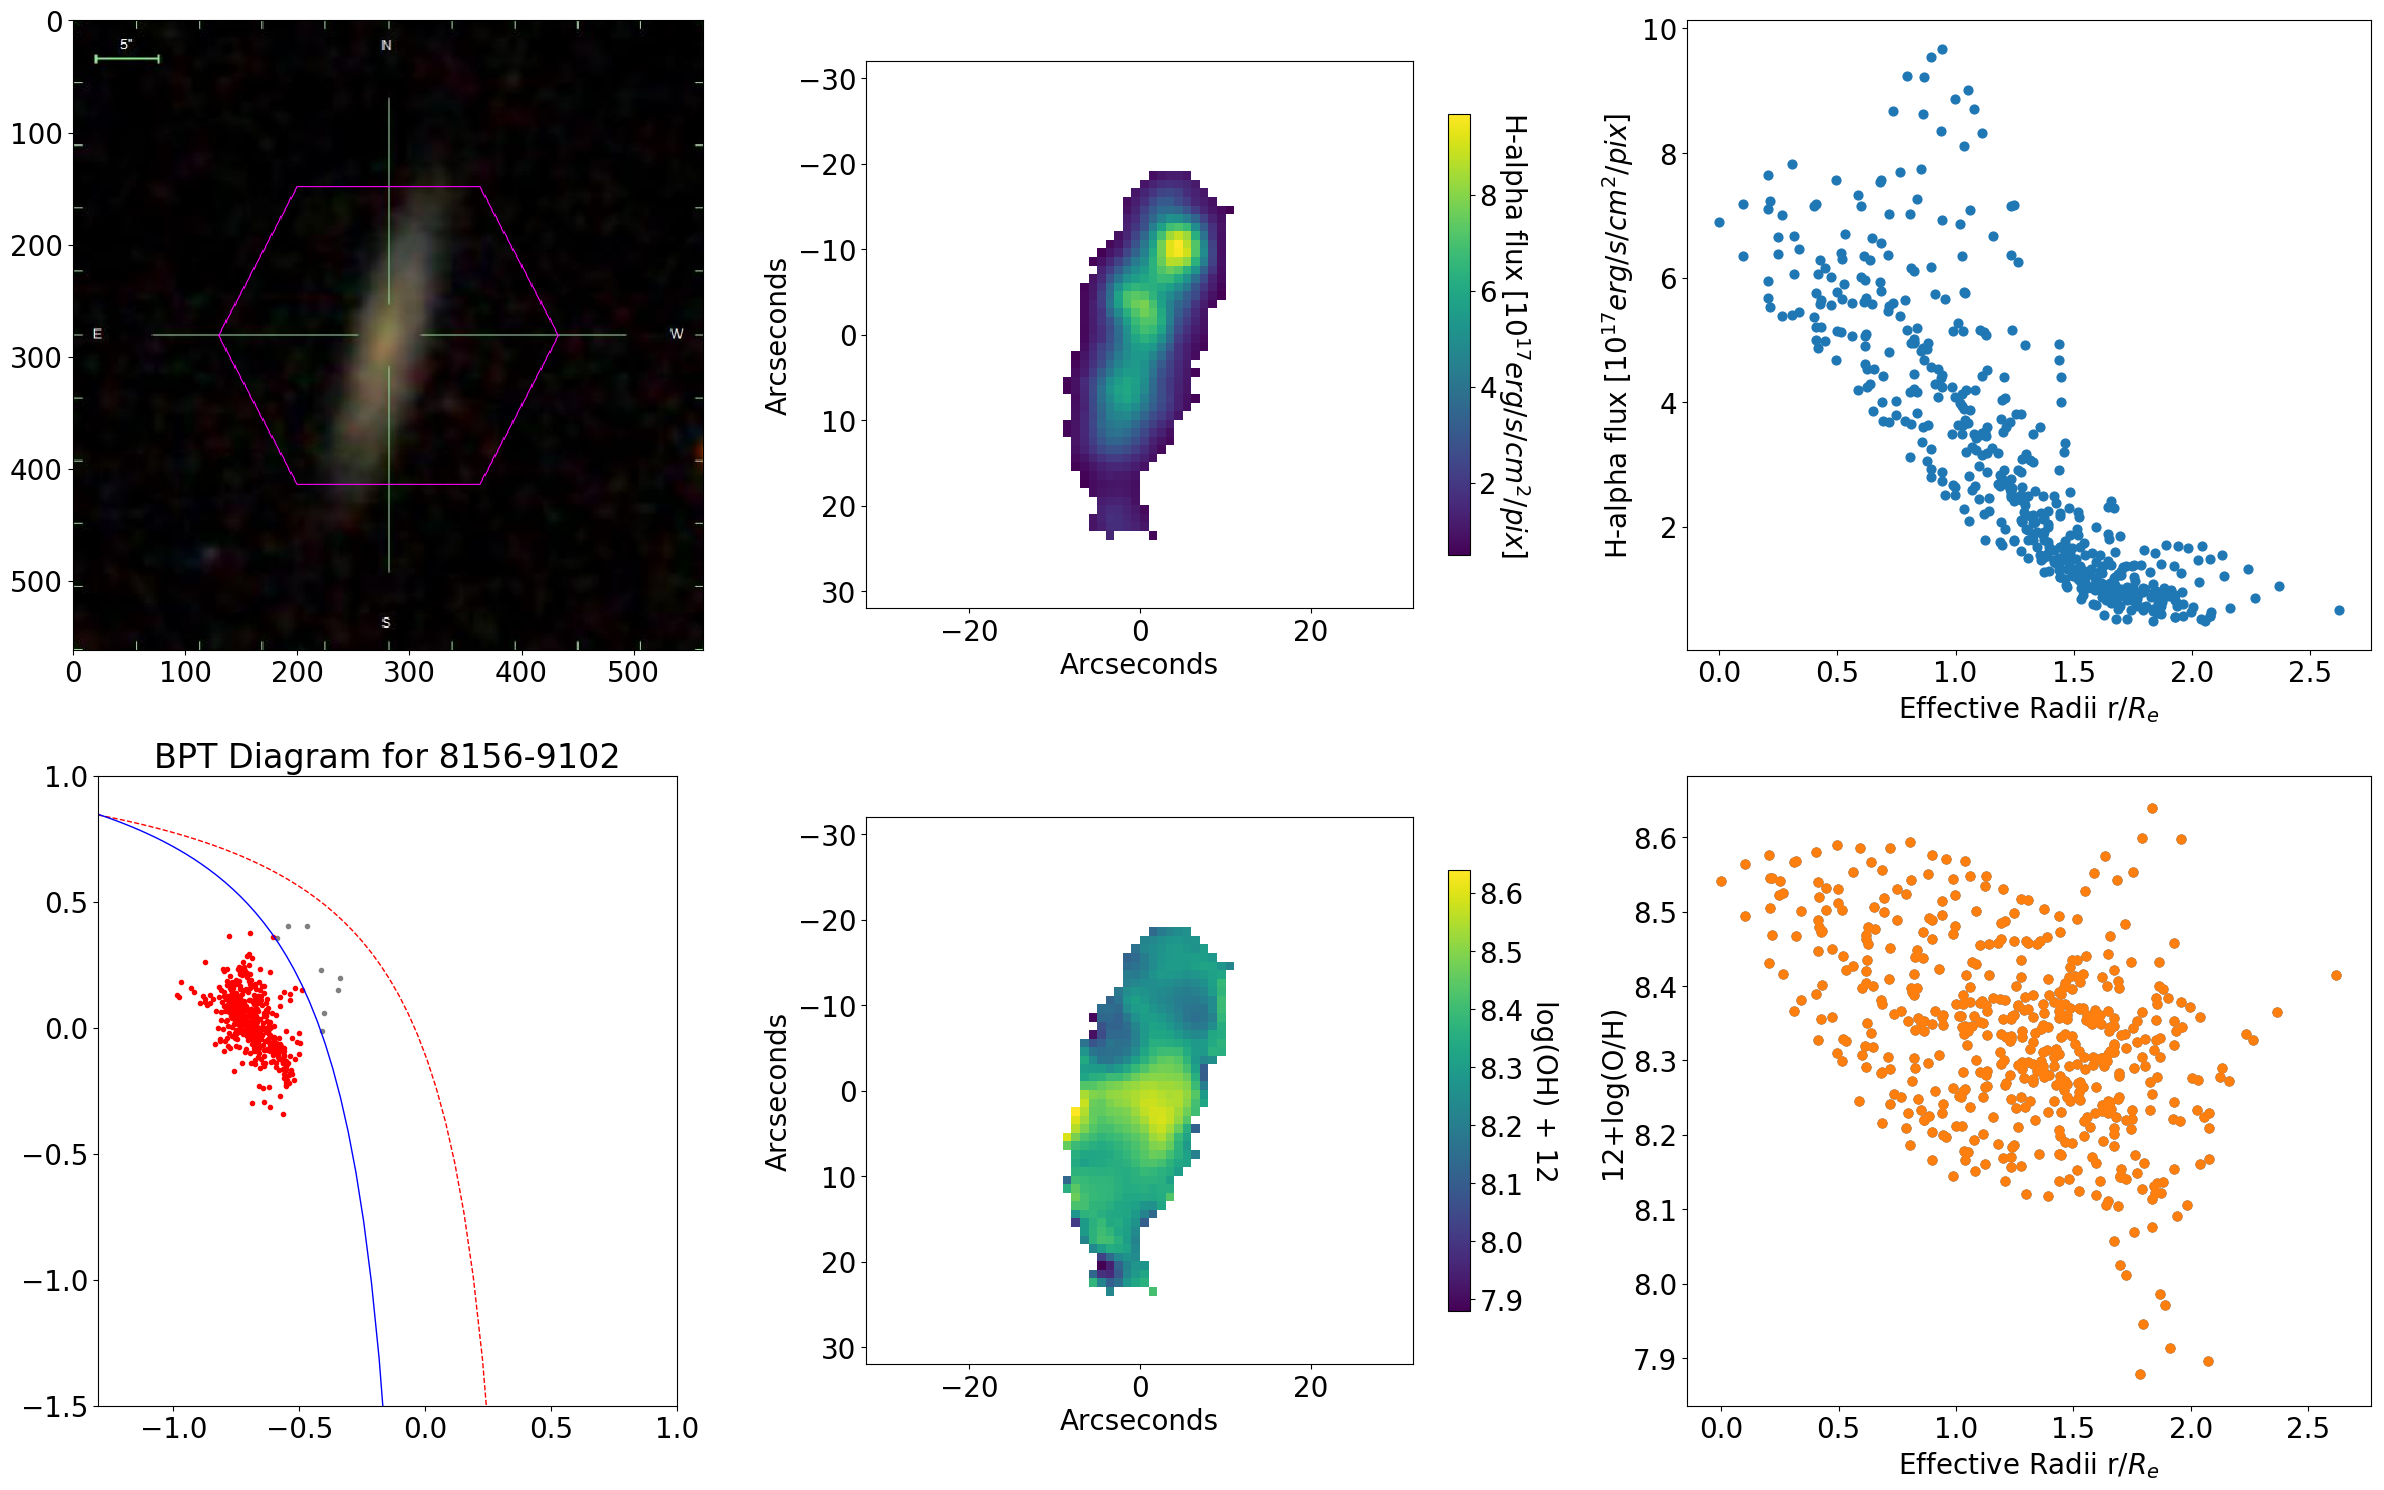 0
100
200
300
400
500
0 100 200 300 400 500
5"
N
E
W
S
−30
−20
−10
0
10
20
30
Arcseconds
−20 0 20
Arcseconds
8
6
4
2
H-alpha flux [10^17 erg/s/cm^2/pix]
10
8
6
4
2
H-alpha flux [10^17 erg/s/cm^2/pix]
0.0 0.5 1.0 1.5 2.0 2.5
Effective Radii r/R_e
BPT Diagram for 8156-9102
1.0
0.5
0.0
−0.5
−1.0
−1.5
−1.0 −0.5 0.0 0.5 1.0
−30
−20
−10
0
10
20
30
Arcseconds
−20 0 20
Arcseconds
8.6
8.5
8.4
8.3
8.2
8.1
8.0
7.9
log(OH) + 12
8.6
8.5
8.4
8.3
8.2
8.1
8.0
7.9
12+log(O/H)
0.0 0.5 1.0 1.5 2.0 2.5
Effective Radii r/R_e